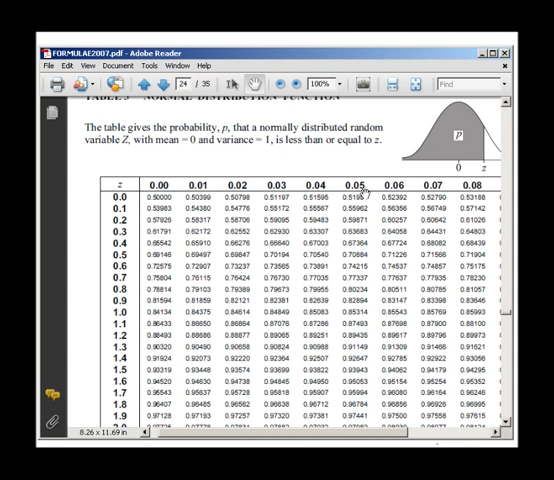 FORMULAE2007.pdf - Adobe Reader
File Edit View Document Tools Window Help
24 / 35 100% Find
TABLE 3 NORMAL DISTRIBUTION FUNCTION
The table gives the probability, p, that a normally distributed random
variable Z, with mean = 0 and variance = 1, is less than or equal to z.
p
0 z
z 0.00 0.01 0.02 0.03 0.04 0.05 0.06 0.07 0.08
0.0 0.50000 0.50399 0.50798 0.51197 0.51595 0.52392 0.52790 0.53188
0.1 0.53983 0.54380 0.54776 0.55172 0.55567 0.55962 0.56356 0.56749 0.57142
0.2 0.57926 0.58317 0.58706 0.59095 0.59483 0.59871 0.60257 0.60642 0.61026
0.3 0.61791 0.62172 0.62552 0.62930 0.63307 0.63683 0.64058 0.64431 0.64803
0.4 0.65542 0.65910 0.66276 0.66640 0.67003 0.67364 0.67724 0.68082 0.68439
0.5 0.69146 0.69497 0.69847 0.70194 0.70540 0.70884 0.71226 0.71566 0.71904
0.6 0.72575 0.72907 0.73237 0.73565 0.73891 0.74215 0.74537 0.74857 0.75175
0.7 0.75804 0.76115 0.76424 0.76730 0.77035 0.77337 0.77637 0.77935 0.78230
0.8 0.78814 0.79103 0.79389 0.79673 0.79955 0.80234 0.80511 0.80785 0.81057
0.9 0.81594 0.81859 0.82121 0.82381 0.82639 0.82894 0.83147 0.83398 0.83646
1.0 0.84134 0.84375 0.84614 0.84849 0.85083 0.85314 0.85543 0.85769 0.85993
1.1 0.86433 0.86650 0.86864 0.87076 0.87286 0.87493 0.87698 0.87900 0.88100
1.2 0.88493 0.88686 0.88877 0.89065 0.89251 0.89435 0.89617 0.89796 0.89973
1.3 0.90320 0.90490 0.90658 0.90824 0.90988 0.91149 0.91309 0.91466 0.91621
1.4 0.91924 0.92073 0.92220 0.92364 0.92507 0.92647 0.92785 0.92922 0.93056
1.5 0.93319 0.93448 0.93574 0.93699 0.93822 0.93943 0.94062 0.94179 0.94295
1.6 0.94520 0.94630 0.94738 0.94845 0.94950 0.95053 0.95154 0.95254 0.95352
1.7 0.95543 0.95637 0.95728 0.95818 0.95907 0.95994 0.96080 0.96164 0.96246
1.8 0.96407 0.96485 0.96562 0.96638 0.96712 0.96784 0.96856 0.96926 0.96995
1.9 0.97128 0.97193 0.97257 0.97320 0.97381 0.97441 0.97500 0.97558 0.97615
8.26 x 11.69 in